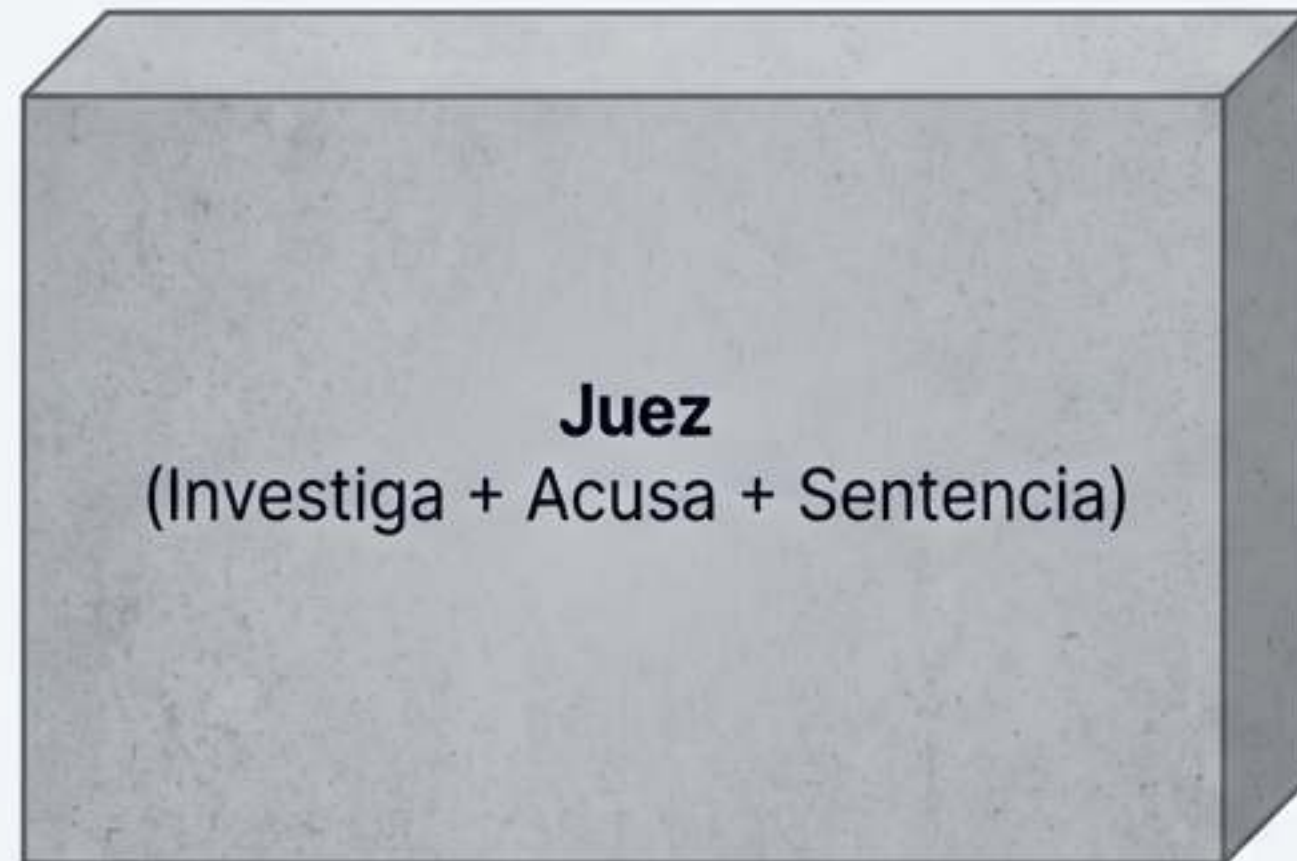 Juez
(Investiga + Acusa + Sentencia)